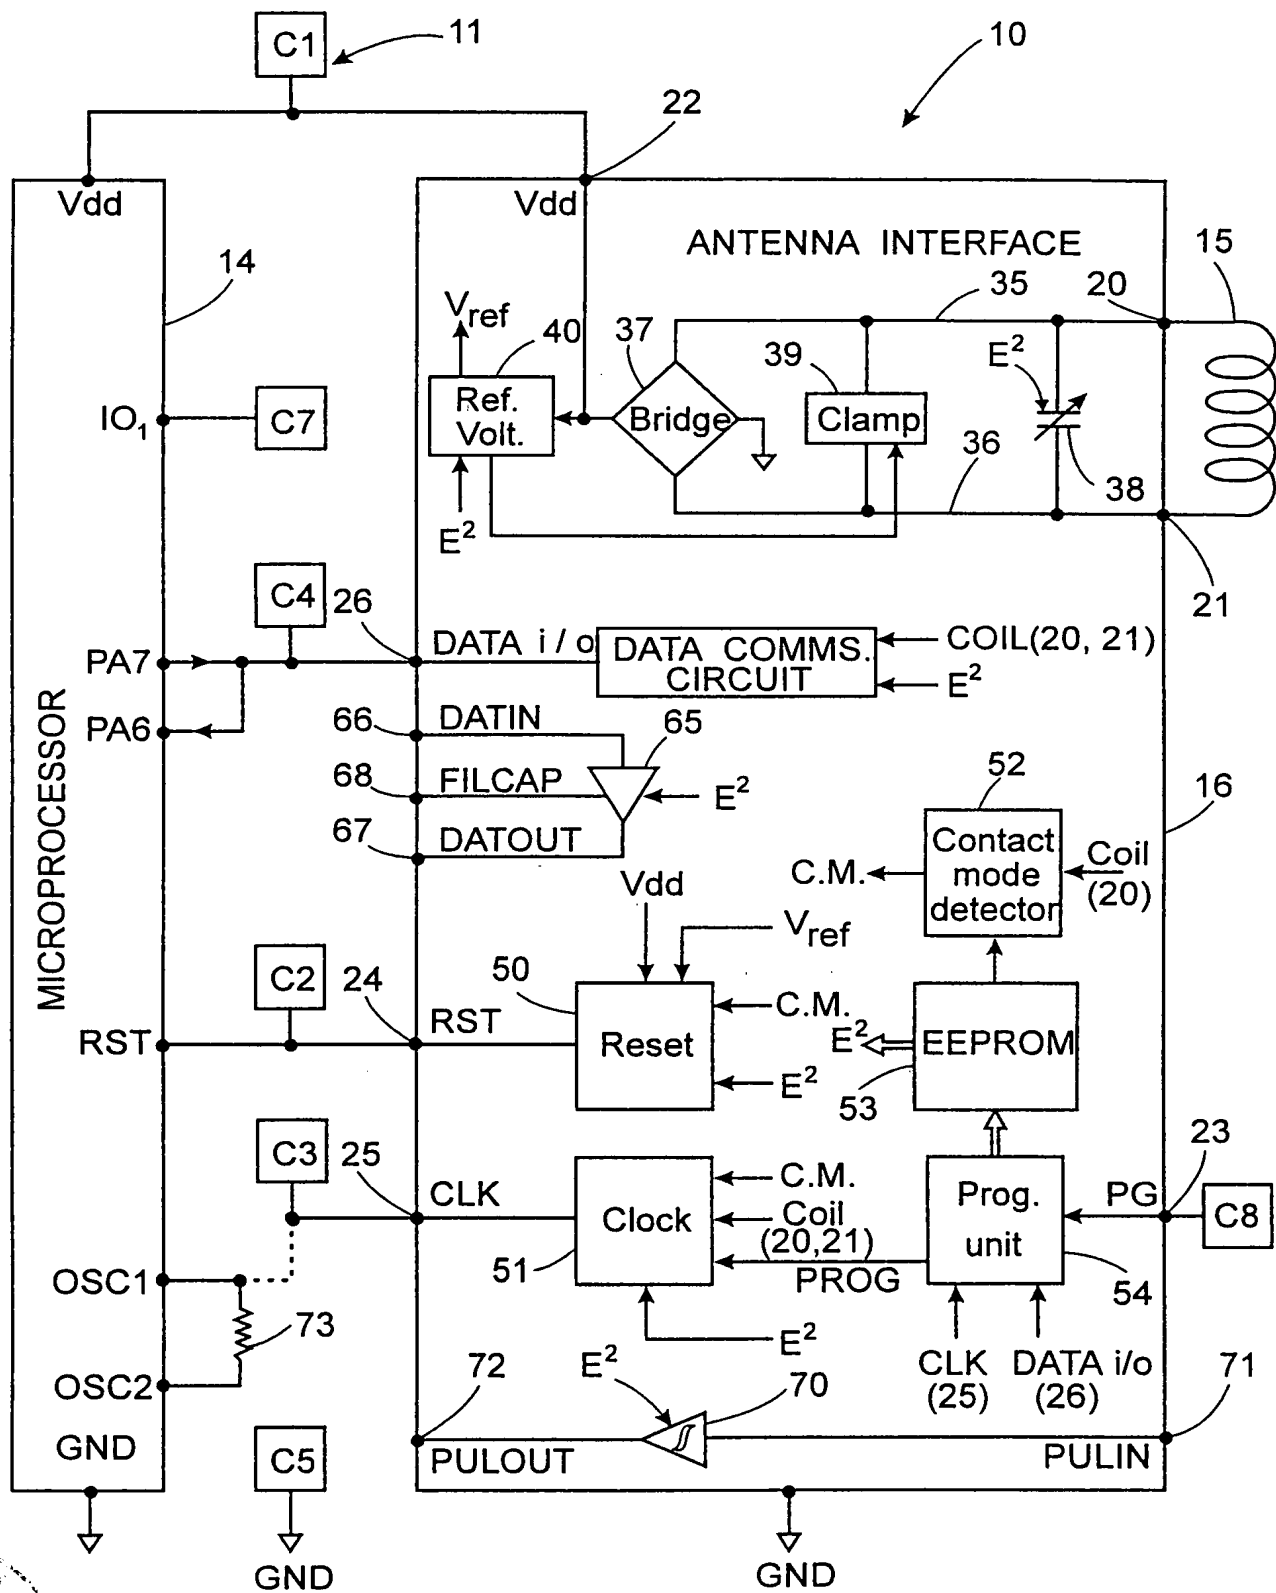 C1
11
10
22
Vdd
Vdd
ANTENNA INTERFACE
14
15
Vref
40
37
35
20
39
E²
IO₁
C7
Ref.
Volt.
Bridge
Clamp
36
38
E²
C4
26
21
PA7
DATA i / o
DATA COMMS.
CIRCUIT
COIL(20, 21)
E²
PA6
66
DATIN
65
68
FILCAP
E²
52
16
67
DATOUT
Contact
mode
detector
C.M.
Coil
(20)
Vdd
Vref
MICROPROCESSOR
C2
24
50
C.M.
RST
RST
Reset
E²
EEPROM
E²
53
C3
25
23
CLK
C.M.
Clock
Coil
(20,21)
Prog.
unit
PG
C8
51
PROG
54
OSC1
73
E²
OSC2
72
E²
70
CLK
(25)
DATA i/o
(26)
71
GND
C5
PULOUT
PULIN
GND
GND